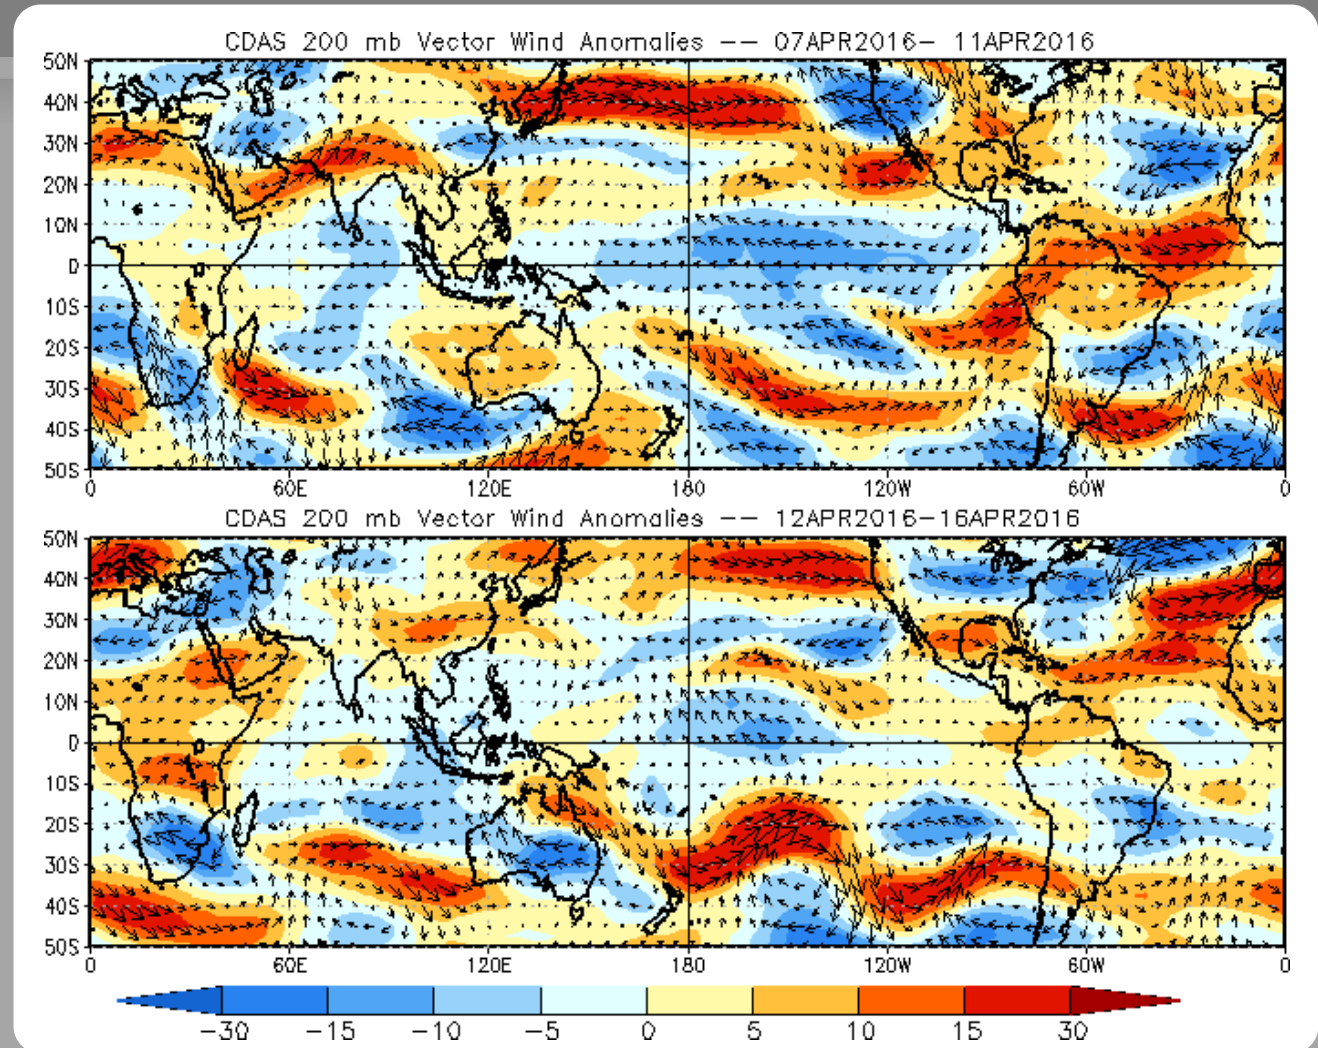 CDAS 200 mb Vector Wind Anomalies -- 07APR2016- 11APR2016
50N
40N
30N
20N
10N
0
10S
20S
30S
40S
50S
0 60E 120E 180 120W 60W 0
CDAS 200 mb Vector Wind Anomalies -- 12APR2016-16APR2016
50N
40N
30N
20N
10N
0
10S
20S
30S
40S
50S
0 60E 120E 180 120W 60W 0
-30 -15 -10 -5 0 5 10 15 30